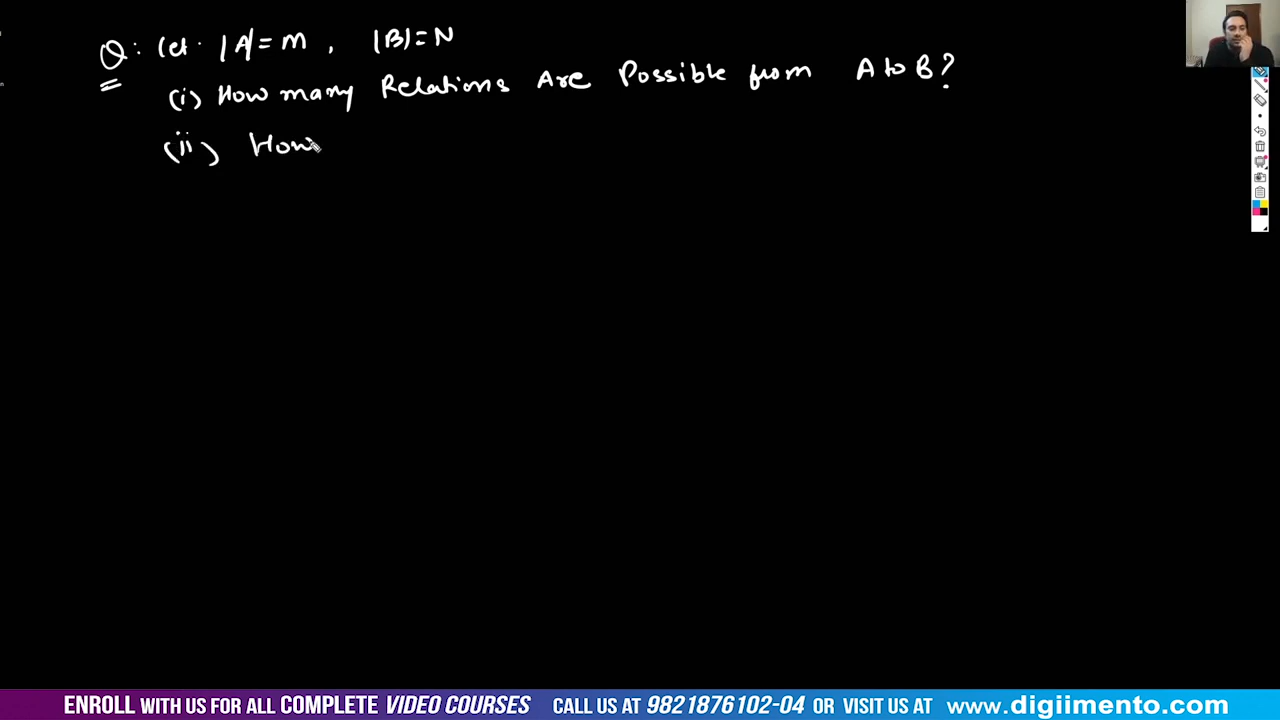 Q: Let |A| = m, |B| = N
(i) How many Relations Are Possible from A to B?
(ii) How
ENROLL WITH US FOR ALL COMPLETE VIDEO COURSES CALL US AT 9821876102-04 OR VISIT US AT www.digiimento.com